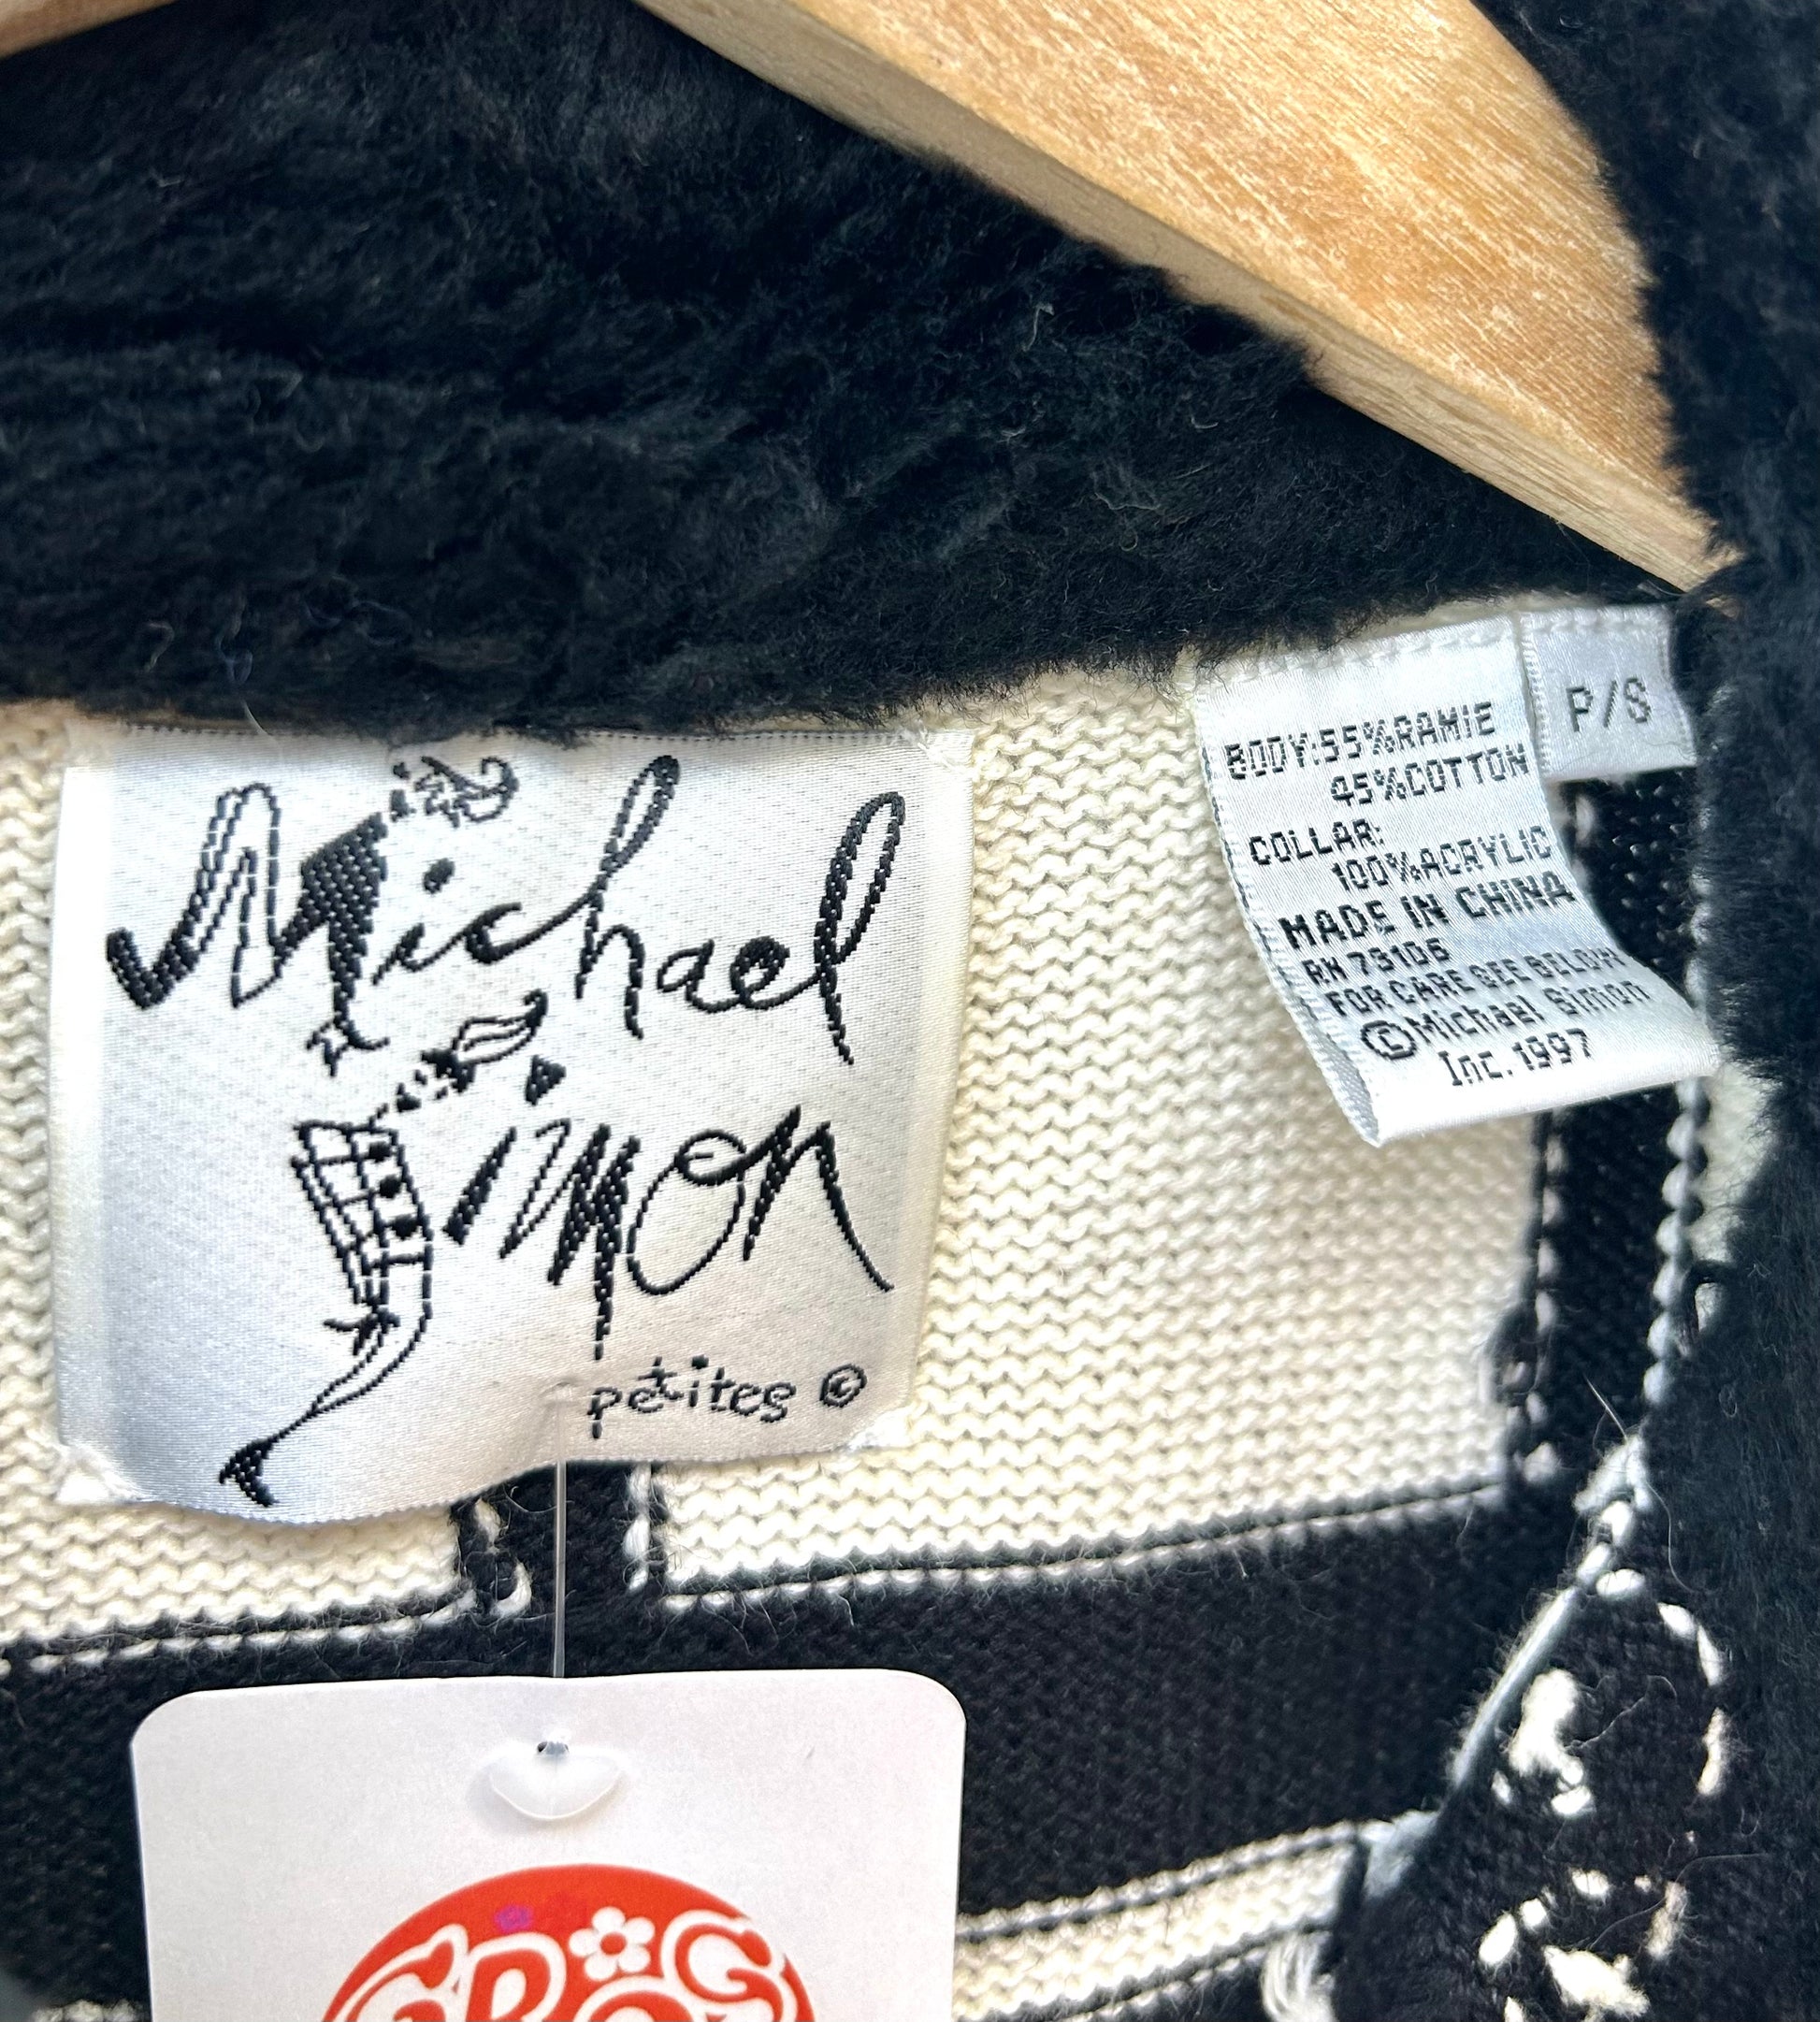 Michael
Simon
petites ©
P/S
BODY:55%RAMIE
45%COTTON
COLLAR:
100%ACRYLIC
MADE IN CHINA
RN 79106
FOR CARE SEE BELOW
©Michael Simon
Inc. 1997